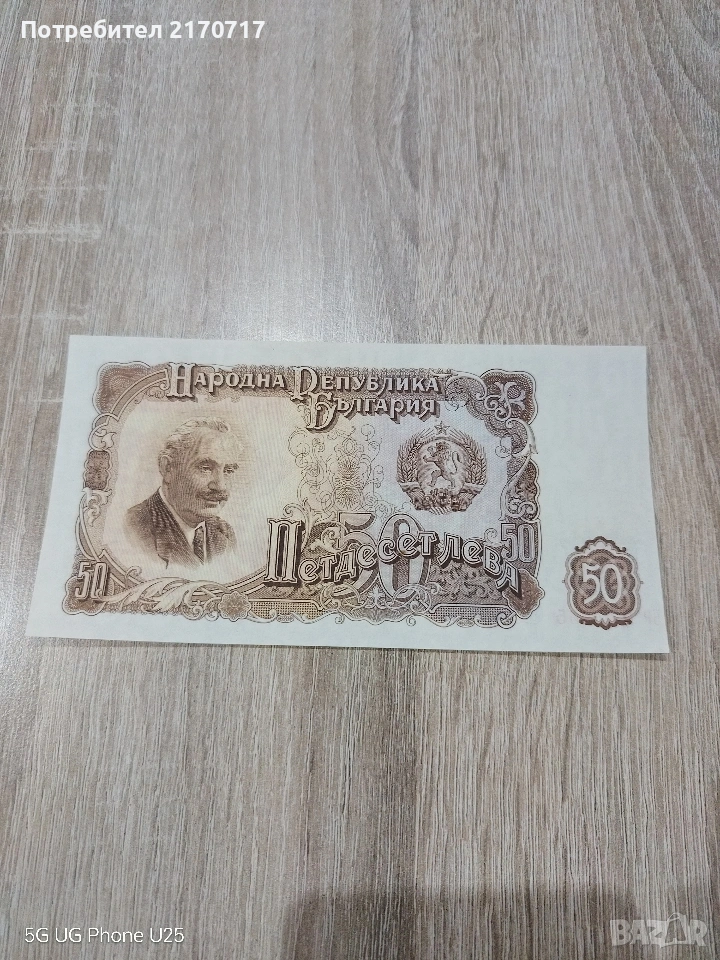 Потребител 2170717
Народна Република
България
50
Петдесет лева
50
50
50
5G UG Phone U25
BAZAR